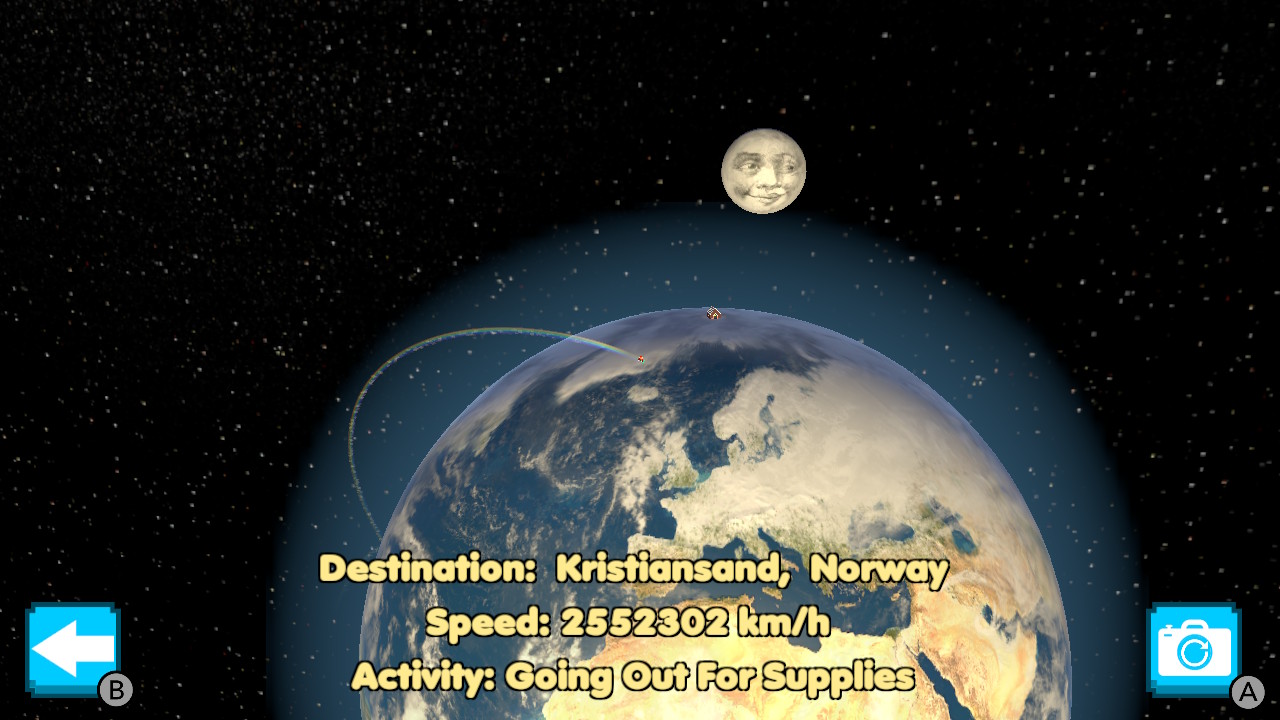 Destination: Kristiansand, Norway
Speed: 2552302 km/h
Activity: Going Out For Supplies
B
A